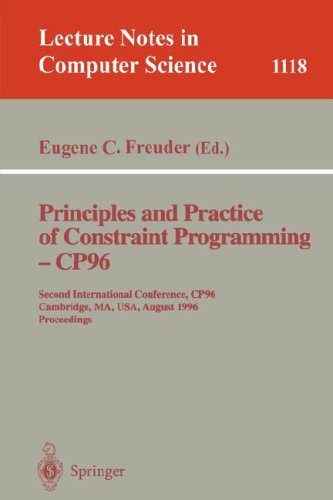 Lecture Notes in
Computer Science 1118
Eugene C. Freuder (Ed.)
Principles and Practice
of Constraint Programming
– CP96
Second International Conference, CP96
Cambridge, MA, USA, August 1996
Proceedings
Springer